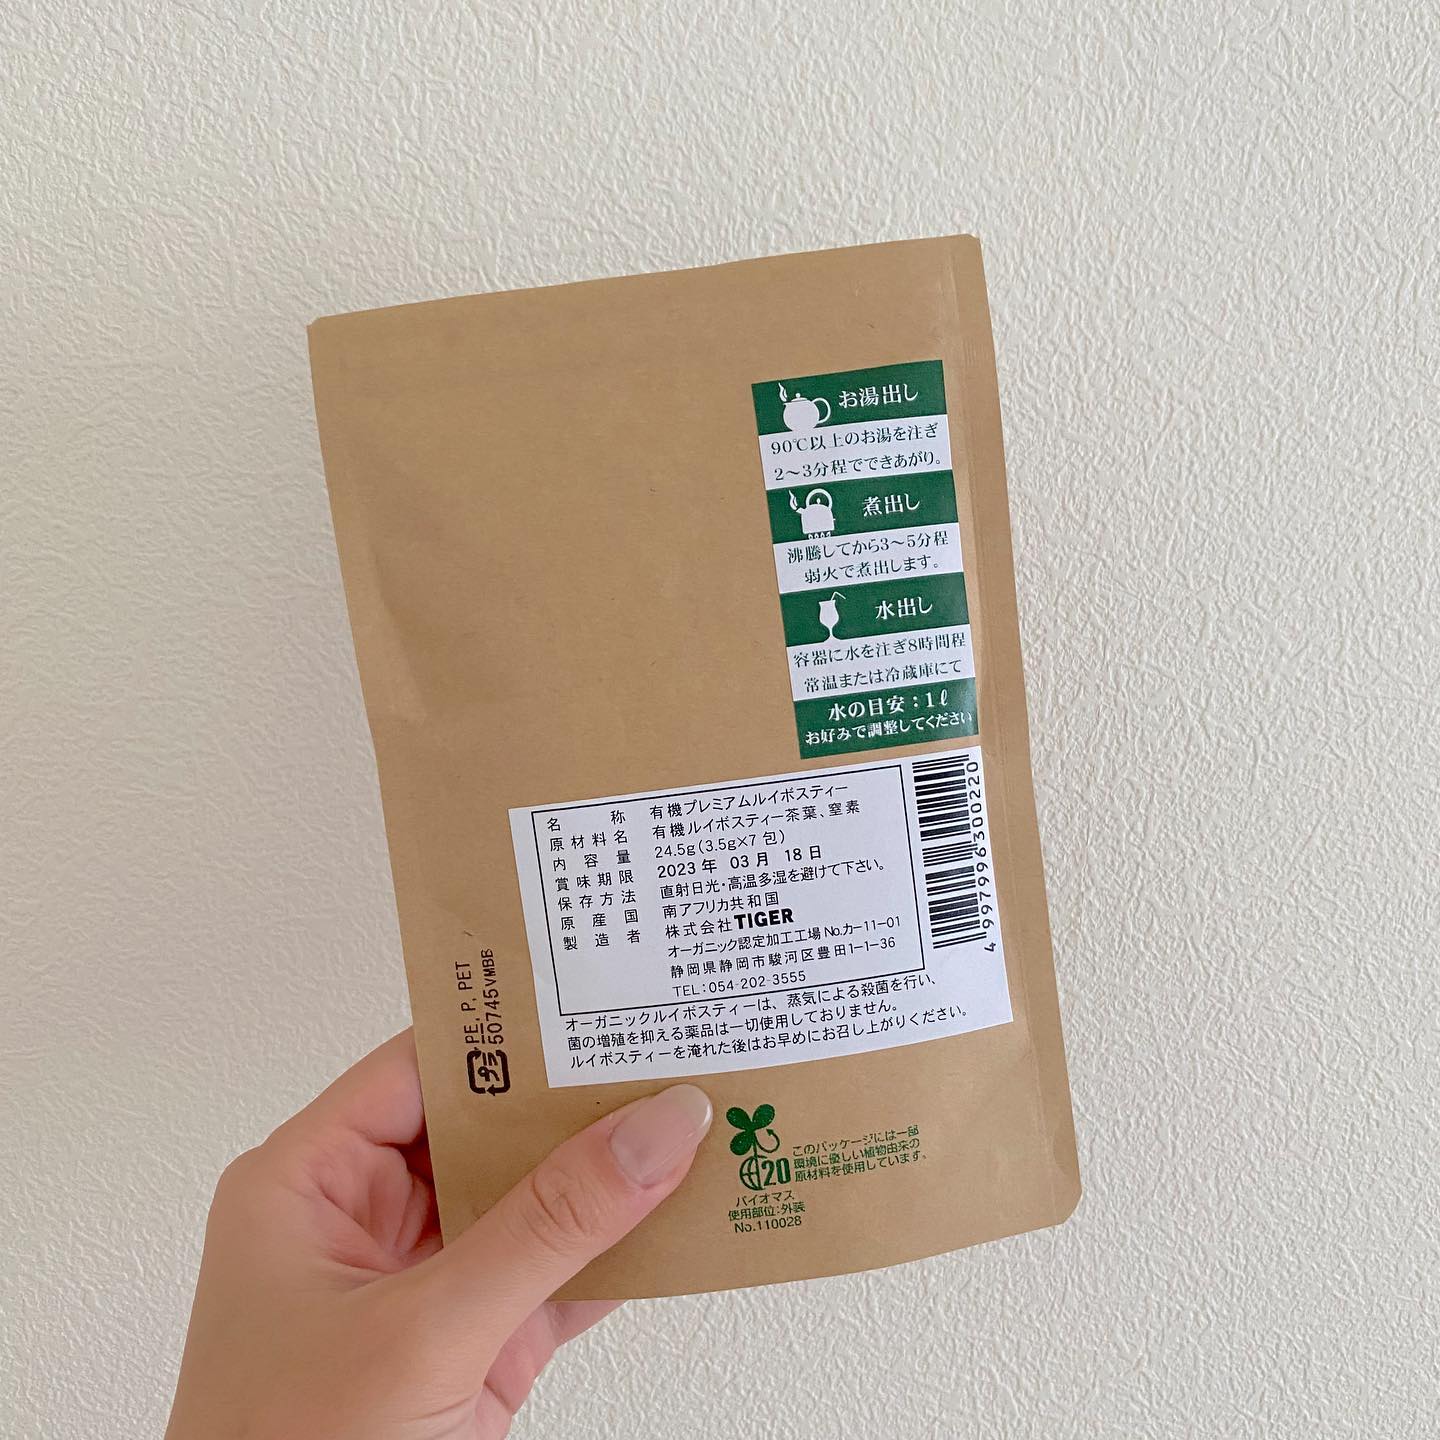 お湯出し
90℃以上のお湯を注ぎ
2〜3分程でできあがり。
煮出し
沸騰してから3〜5分程
弱火で煮出します。
水出し
容器に水を注ぎ8時間程
常温または冷蔵庫にて
水の目安：1ℓ
お好みで調整してください
名称 有機プレミアムルイボスティー
原材料名 有機ルイボスティー茶葉、窒素
内容量 24.5g(3.5g×7包)
賞味期限 2023年 03月 18日
保存方法 直射日光・高温多湿を避けて下さい。
原産国 南アフリカ共和国
製造者 株式会社TIGER
オーガニック認定加工工場No.カ-11-01
静岡県静岡市駿河区豊田1-1-36
TEL:054-202-3555
オーガニックルイボスティーは、蒸気による殺菌を行い、
菌の増殖を抑える薬品は一切使用しておりません。
ルイボスティーを淹れた後はお早めにお召し上がりください。
4997996300220
プラ
PE, P, PET
50745VMBB
20
このパッケージには一部
環境に優しい植物由来の
原材料を使用しています。
バイオマス
使用部位:外装
No.110028